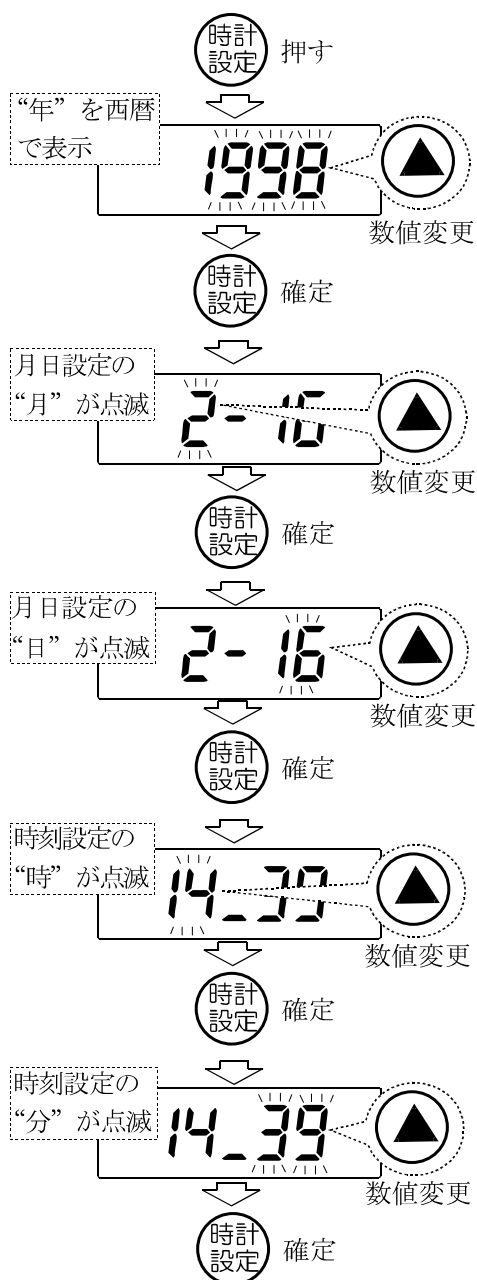 時計
設定
押す
“年”を西暦
で表示
1998
数値変更
時計
設定
確定
月日設定の
“月”が点滅
2- 16
数値変更
時計
設定
確定
月日設定の
“日”が点滅
2- 16
数値変更
時計
設定
確定
時刻設定の
“時”が点滅
14_39
数値変更
時計
設定
確定
時刻設定の
“分”が点滅
14_39
数値変更
時計
設定
確定